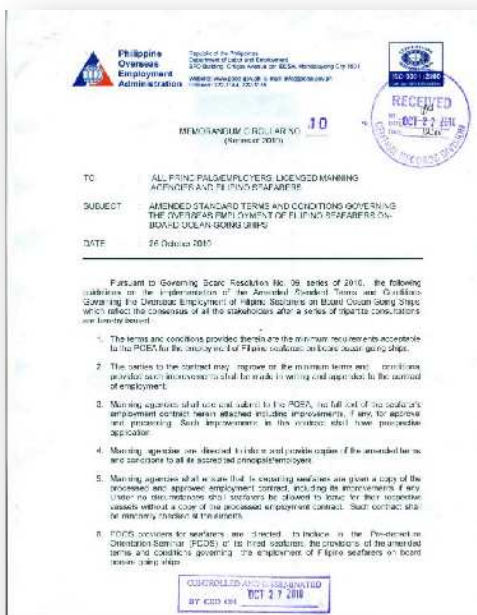 Philippine
Overseas
Employment
Administration
Republic of the Philippines
Department of Labor and Employment
ISO 9001:2000
RECEIVED
OCT 27 2010
CENTRAL RECORDS DIVISION
MEMORANDUM CIRCULAR NO. 10
(Series of 2010)
TO : ALL PRINCIPALS/EMPLOYERS, LICENSED MANNING
AGENCIES AND FILIPINO SEAFARERS
SUBJECT : AMENDED STANDARD TERMS AND CONDITIONS GOVERNING
THE OVERSEAS EMPLOYMENT OF FILIPINO SEAFARERS ON-
BOARD OCEAN-GOING SHIPS
DATE : 26 October 2010
Pursuant to Governing Board Resolution No. 09, series of 2010, the following
guidelines on the implementation of the Amended Standard Terms and Conditions
Governing the Overseas Employment of Filipino Seafarers on Board Ocean-Going Ships
which reflect the consensus of all the stakeholders after a series of tripartite consultations
are hereby issued
1. The terms and conditions provided therein are the minimum requirements acceptable
to the POEA for the employment of Filipino seafarers on board ocean-going ships.
2. The parties to the contract may improve on the minimum terms and conditions
provided such improvements shall be made in writing and appended to the contract
of employment.
3. Manning agencies shall use and submit to the POEA, the full text of the seafarer's
employment contract herein attached including improvements, if any, for approval
and processing. Such improvements in the contract shall have prospective
application.
4. Manning agencies are directed to inform and provide copies of the amended terms
and conditions to all its accredited principals/employers.
5. Manning agencies shall ensure that its departing seafarers are given a copy of the
processed and approved employment contract, including its improvements if any.
Under no circumstances shall seafarers be allowed to leave for their respective
vessels without a copy of the processed employment contract. Such contract shall
be randomly checked at the airports.
6. PDOS providers for seafarers are directed to include in the Pre-departure
Orientation Seminar (PDOS) of its hired seafarers, the provisions of the amended
terms and conditions governing the employment of Filipino seafarers on board
ocean-going ships
CONTROLLED AND DISSEMINATED
BY CRD ON OCT 27 2010